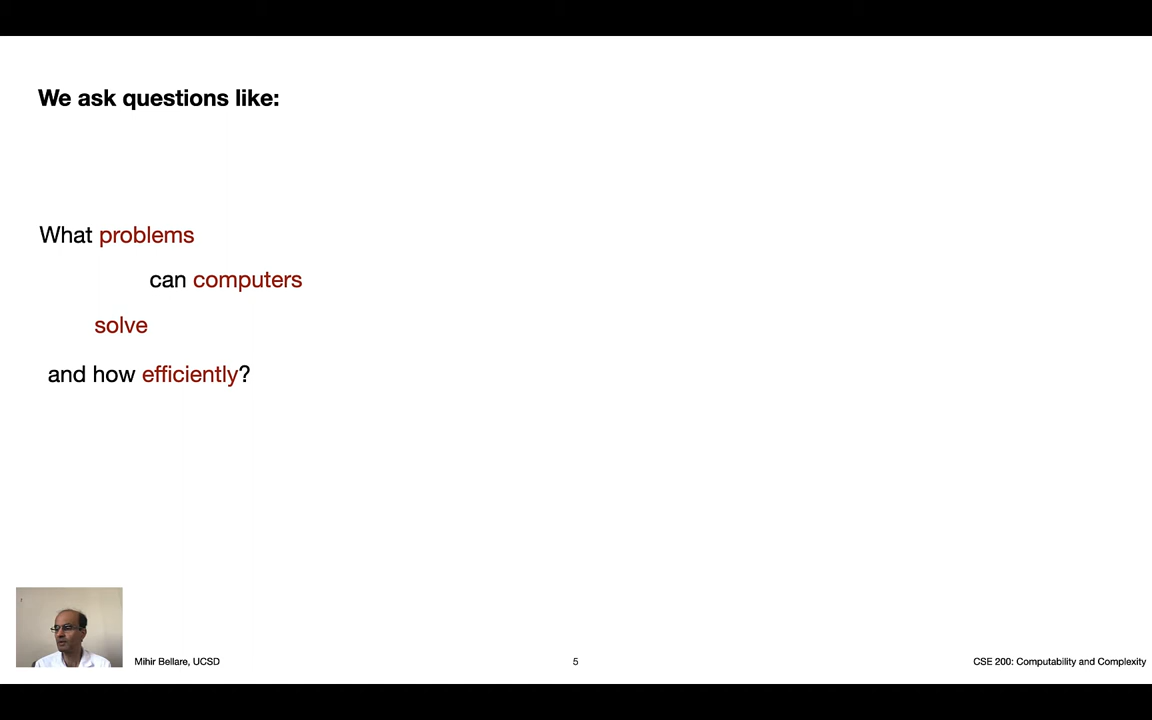 We ask questions like:
What problems
can computers
solve
and how efficiently?
Mihir Bellare, UCSD
5
CSE 200: Computability and Complexity